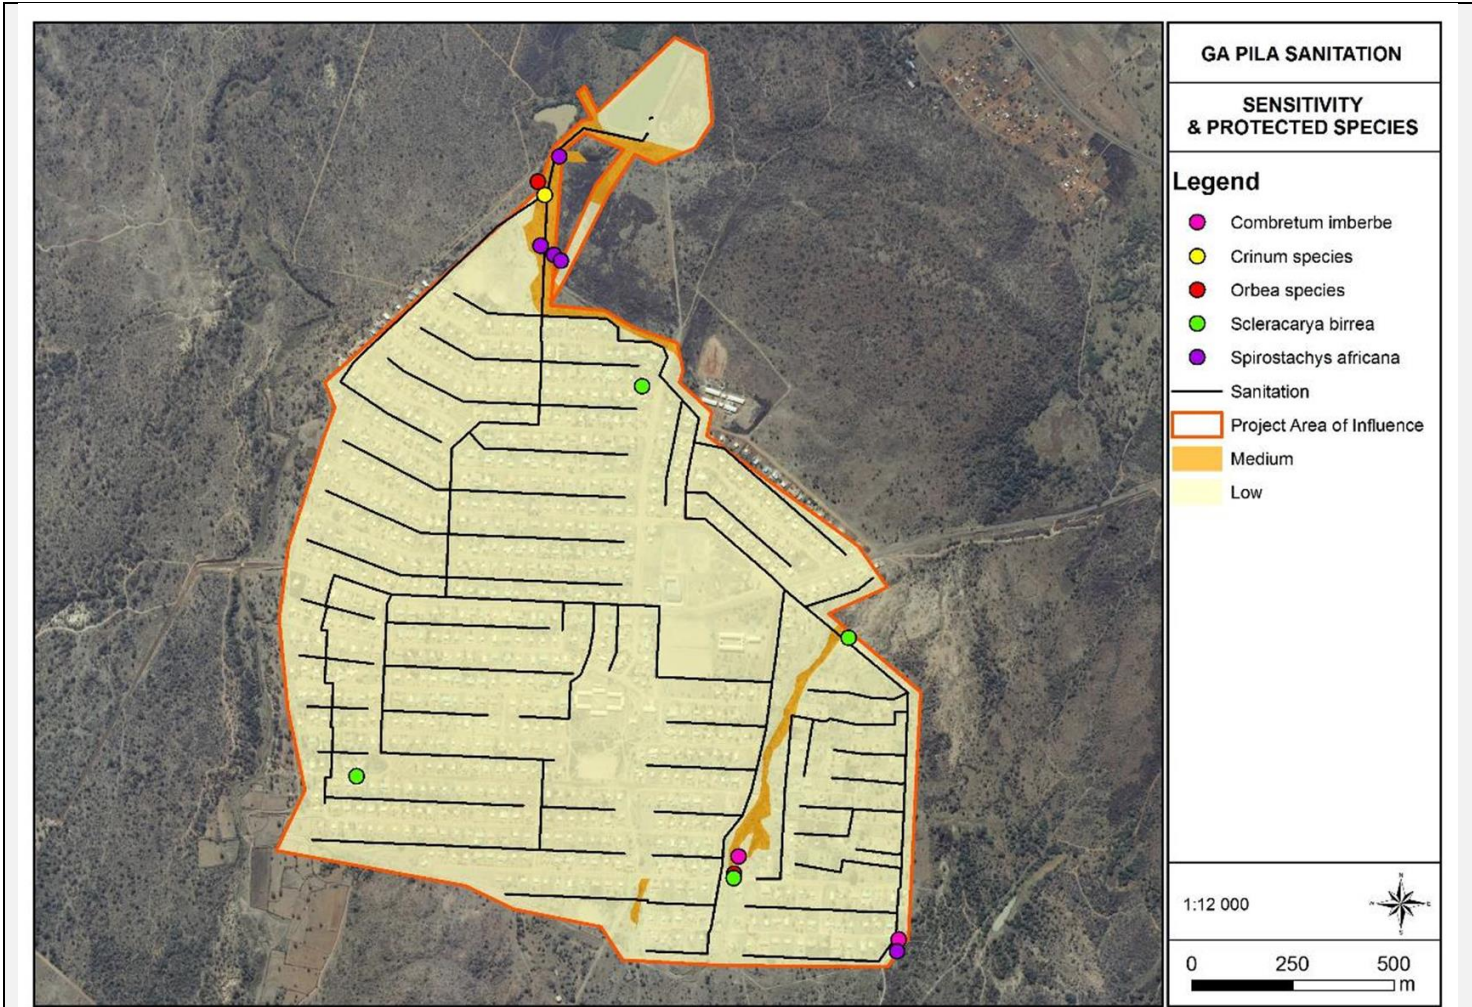 GA PILA SANITATION
SENSITIVITY
& PROTECTED SPECIES
Legend
Combretum imberbe
Crinum species
Orbea species
Scleracarya birrea
Spirostachys africana
Sanitation
Project Area of Influence
Medium
Low
1:12 000
N
0 250 500
m